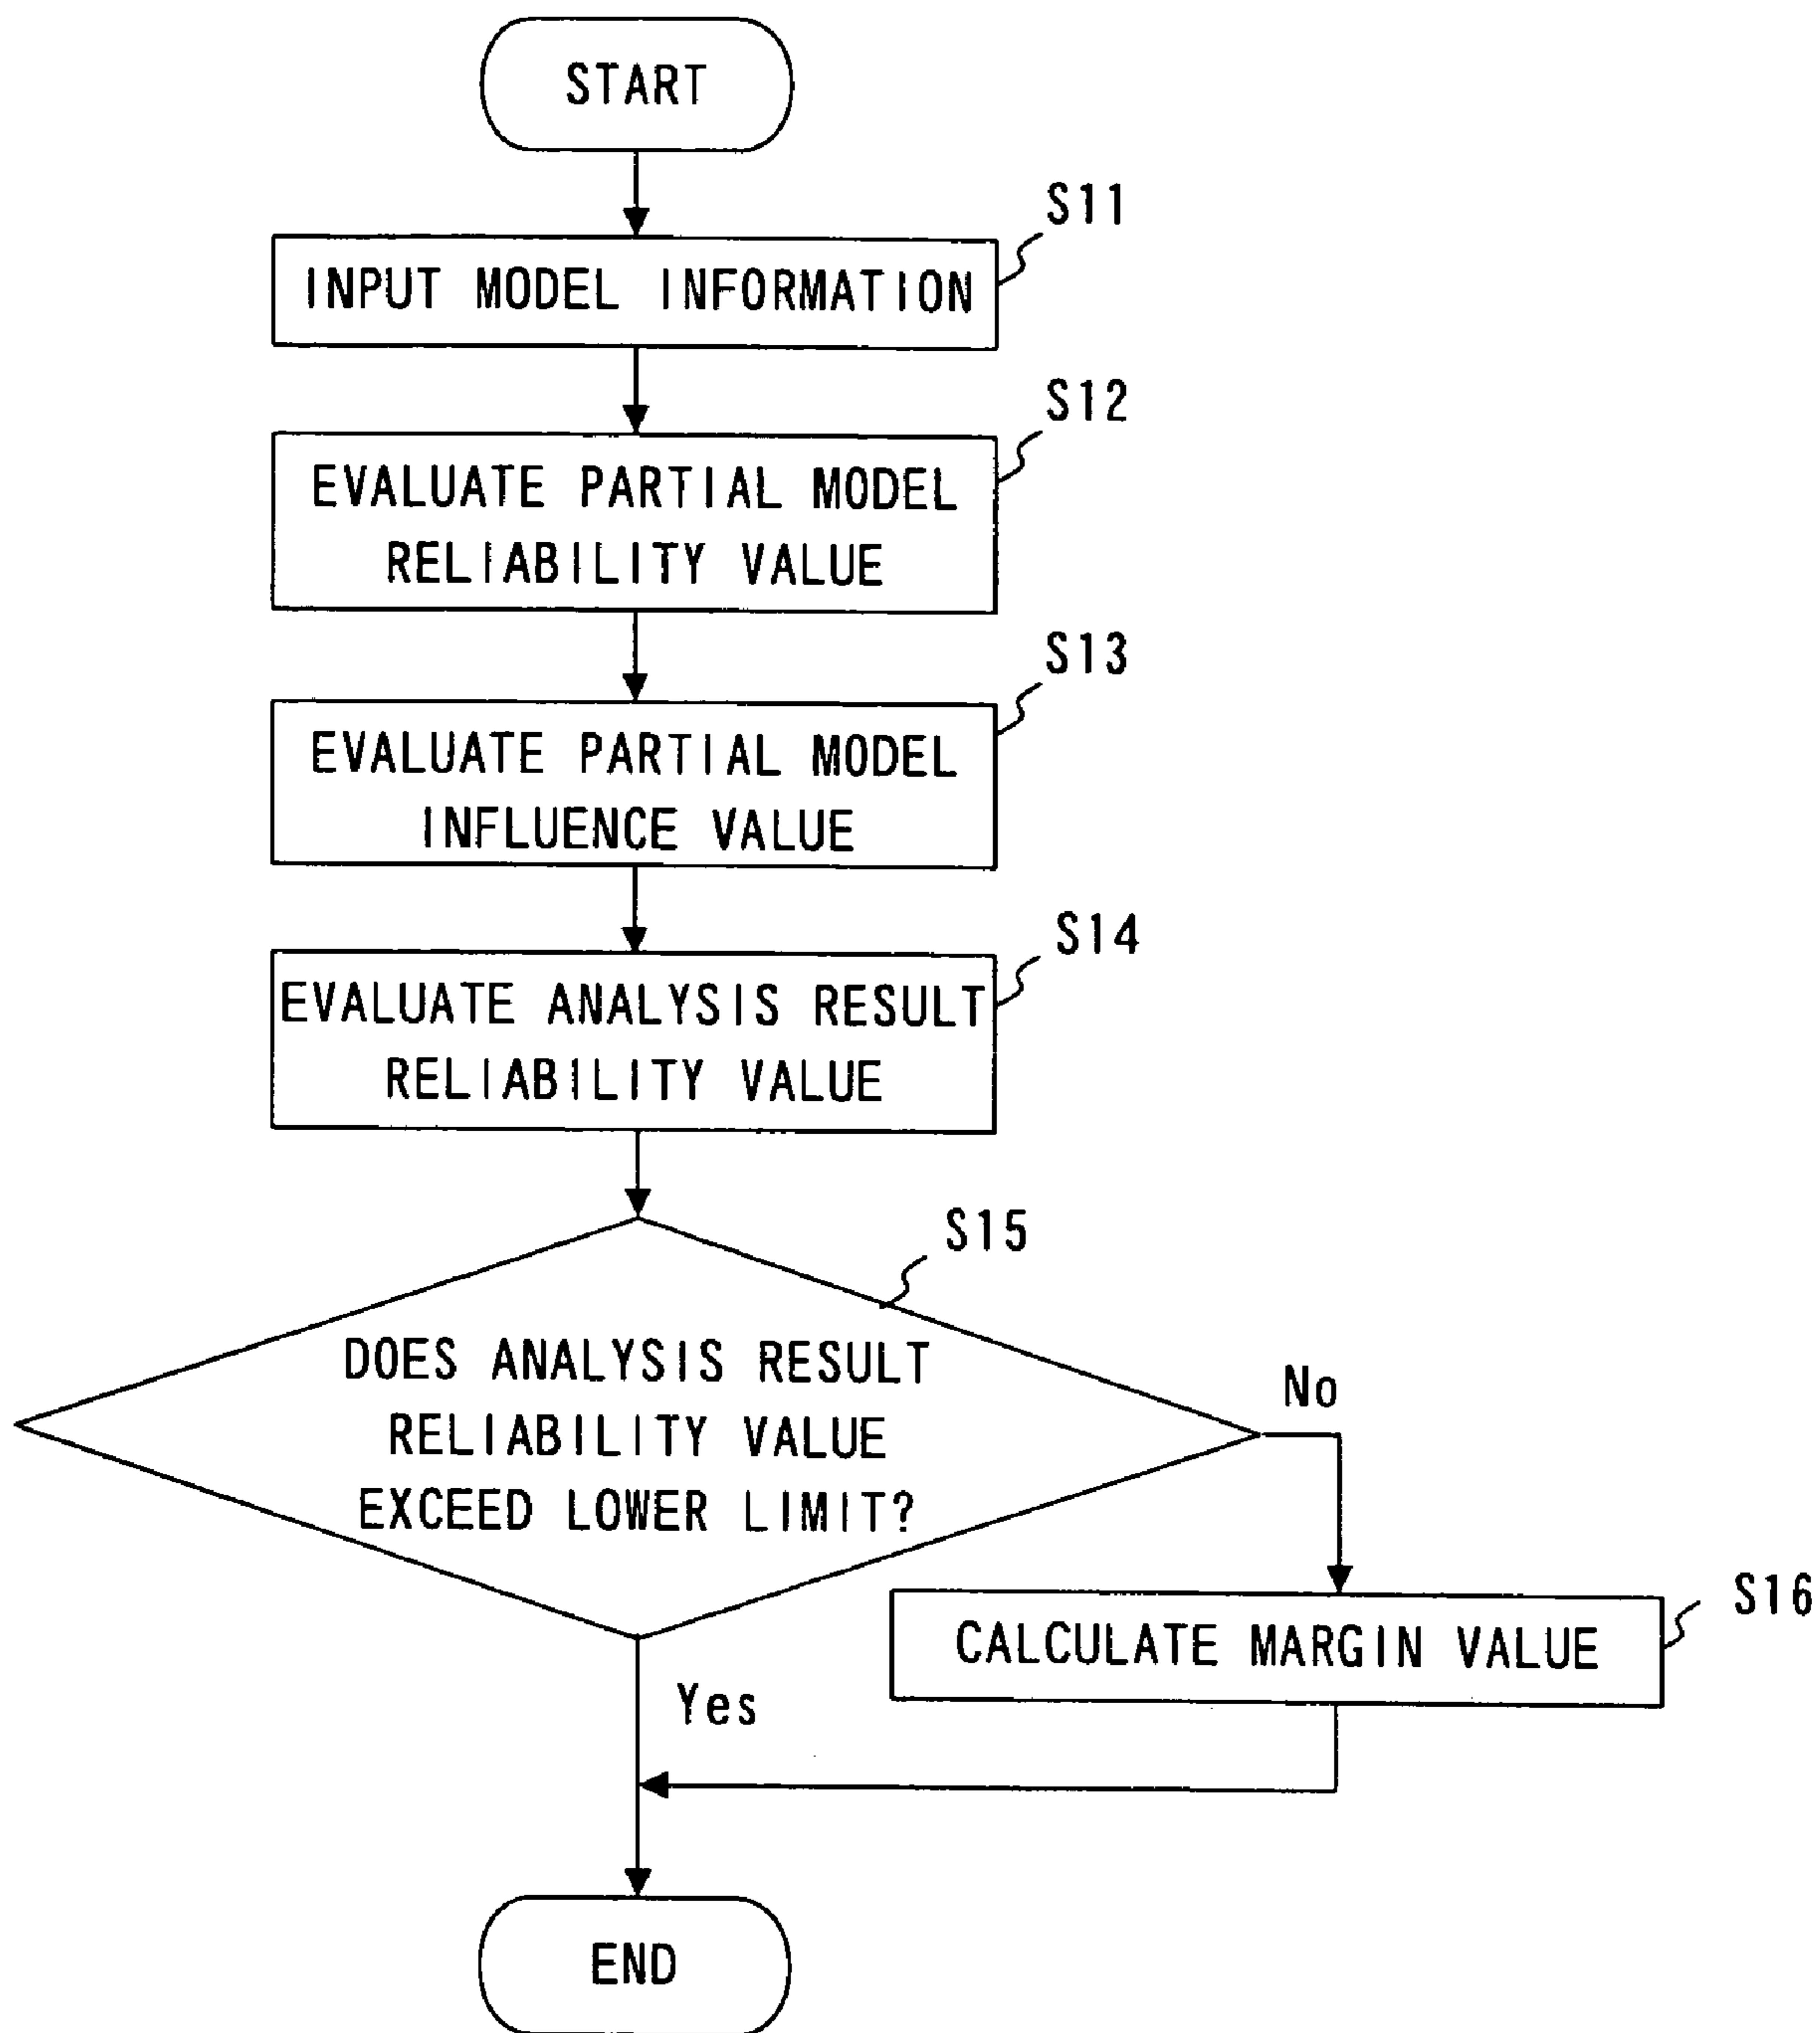 START
S11
INPUT MODEL INFORMATION
S12
EVALUATE PARTIAL MODEL
RELIABILITY VALUE
S13
EVALUATE PARTIAL MODEL
INFLUENCE VALUE
S14
EVALUATE ANALYSIS RESULT
RELIABILITY VALUE
S15
DOES ANALYSIS RESULT
RELIABILITY VALUE
EXCEED LOWER LIMIT?
No
S16
CALCULATE MARGIN VALUE
Yes
END